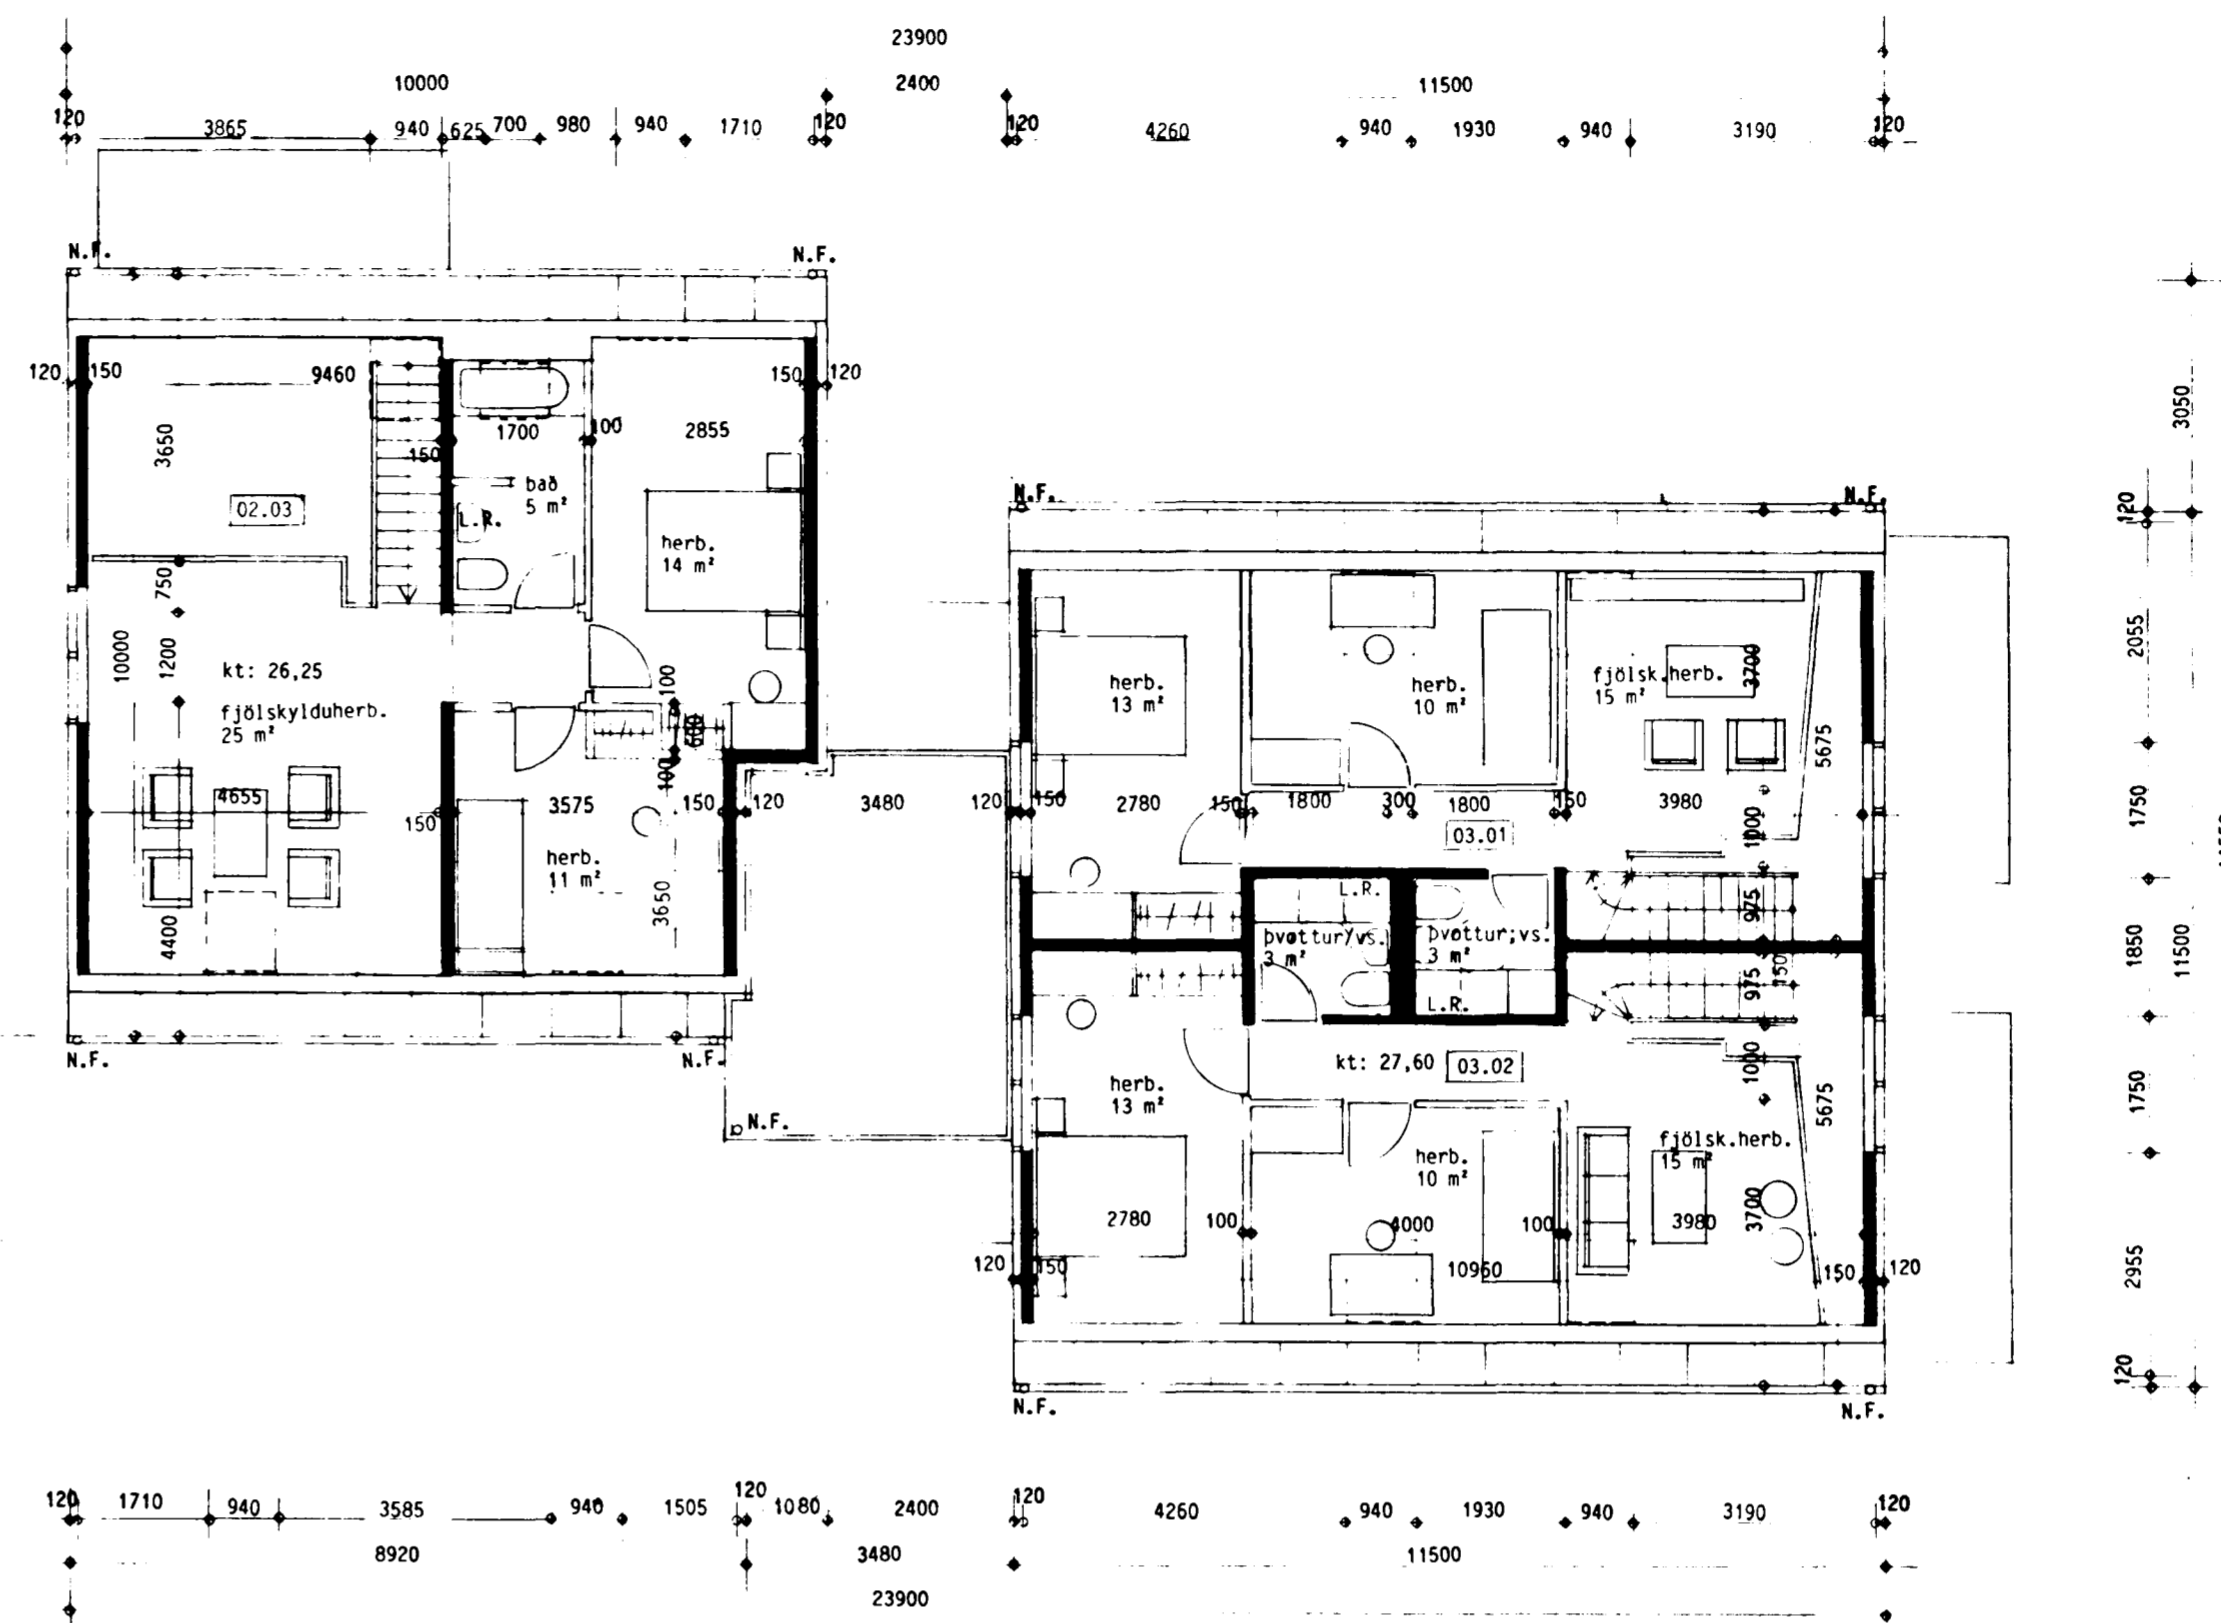 23900
10000 2400 11500
120 3865 940 625 700 980 940 1710 120 120 4260 940 1930 940 3190 120
N.F. N.F.
120 150 9460 150 120
3650 150 1700 100 2855
3050
bað
5 m²
L.R.
02.03
herb.
14 m²
750
10000 1200
kt: 26,25
fjölskylduherb.
25 m²
100
600
100
4655 150 3575 150 120 3480 120
herb.
11 m²
4400 3650
N.F. N.F.
N.F.
N.F. N.F.
120
herb.
13 m²
herb.
10 m²
fjölsk.herb.
15 m²
3700
2055
5675
150 2780 150 1800 300 1800 150 3980 1000 1750
03.01
L.R.
975
þvottur/vs.
3 m²
þvottur;vs.
3 m²
1850 11500
L.R.
975 150
kt: 27,60 03.02
1000 1750
herb.
13 m²
5675
herb.
10 m²
fjölsk.herb.
15 m²
2780 100 4000 100 3980 3700
120 150 10960 150 120
2955
120
N.F. N.F.
120 1710 940 3585 940 1505 120 1080 2400 120 4260 940 1930 940 3190 120
8920 3480 11500
23900